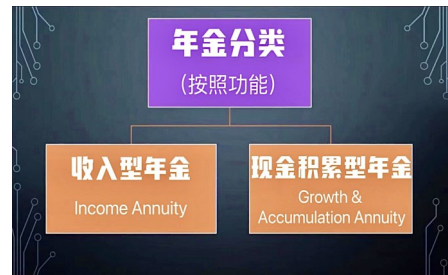 年金分类
(按照功能)
收入型年金
Income Annuity
现金积累型年金
Growth &
Accumulation Annuity